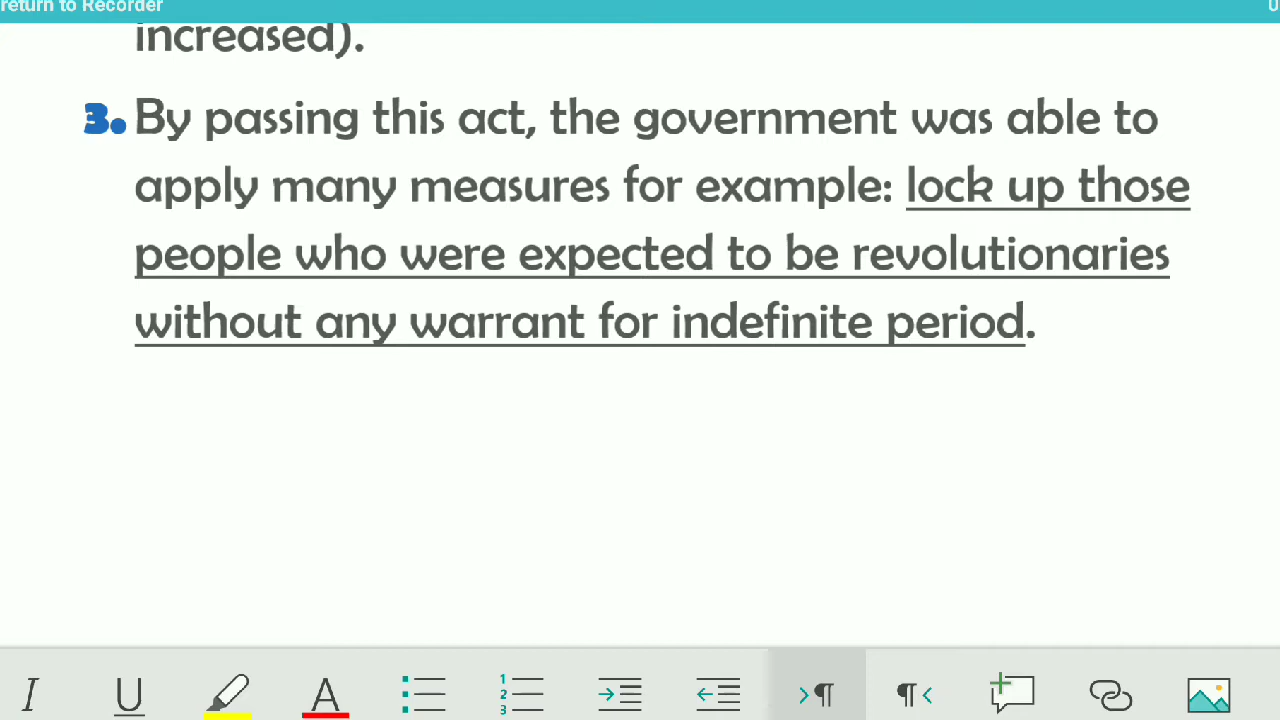 return to Recorder
increased).
3. By passing this act, the government was able to
apply many measures for example: lock up those
people who were expected to be revolutionaries
without any warrant for indefinite period.